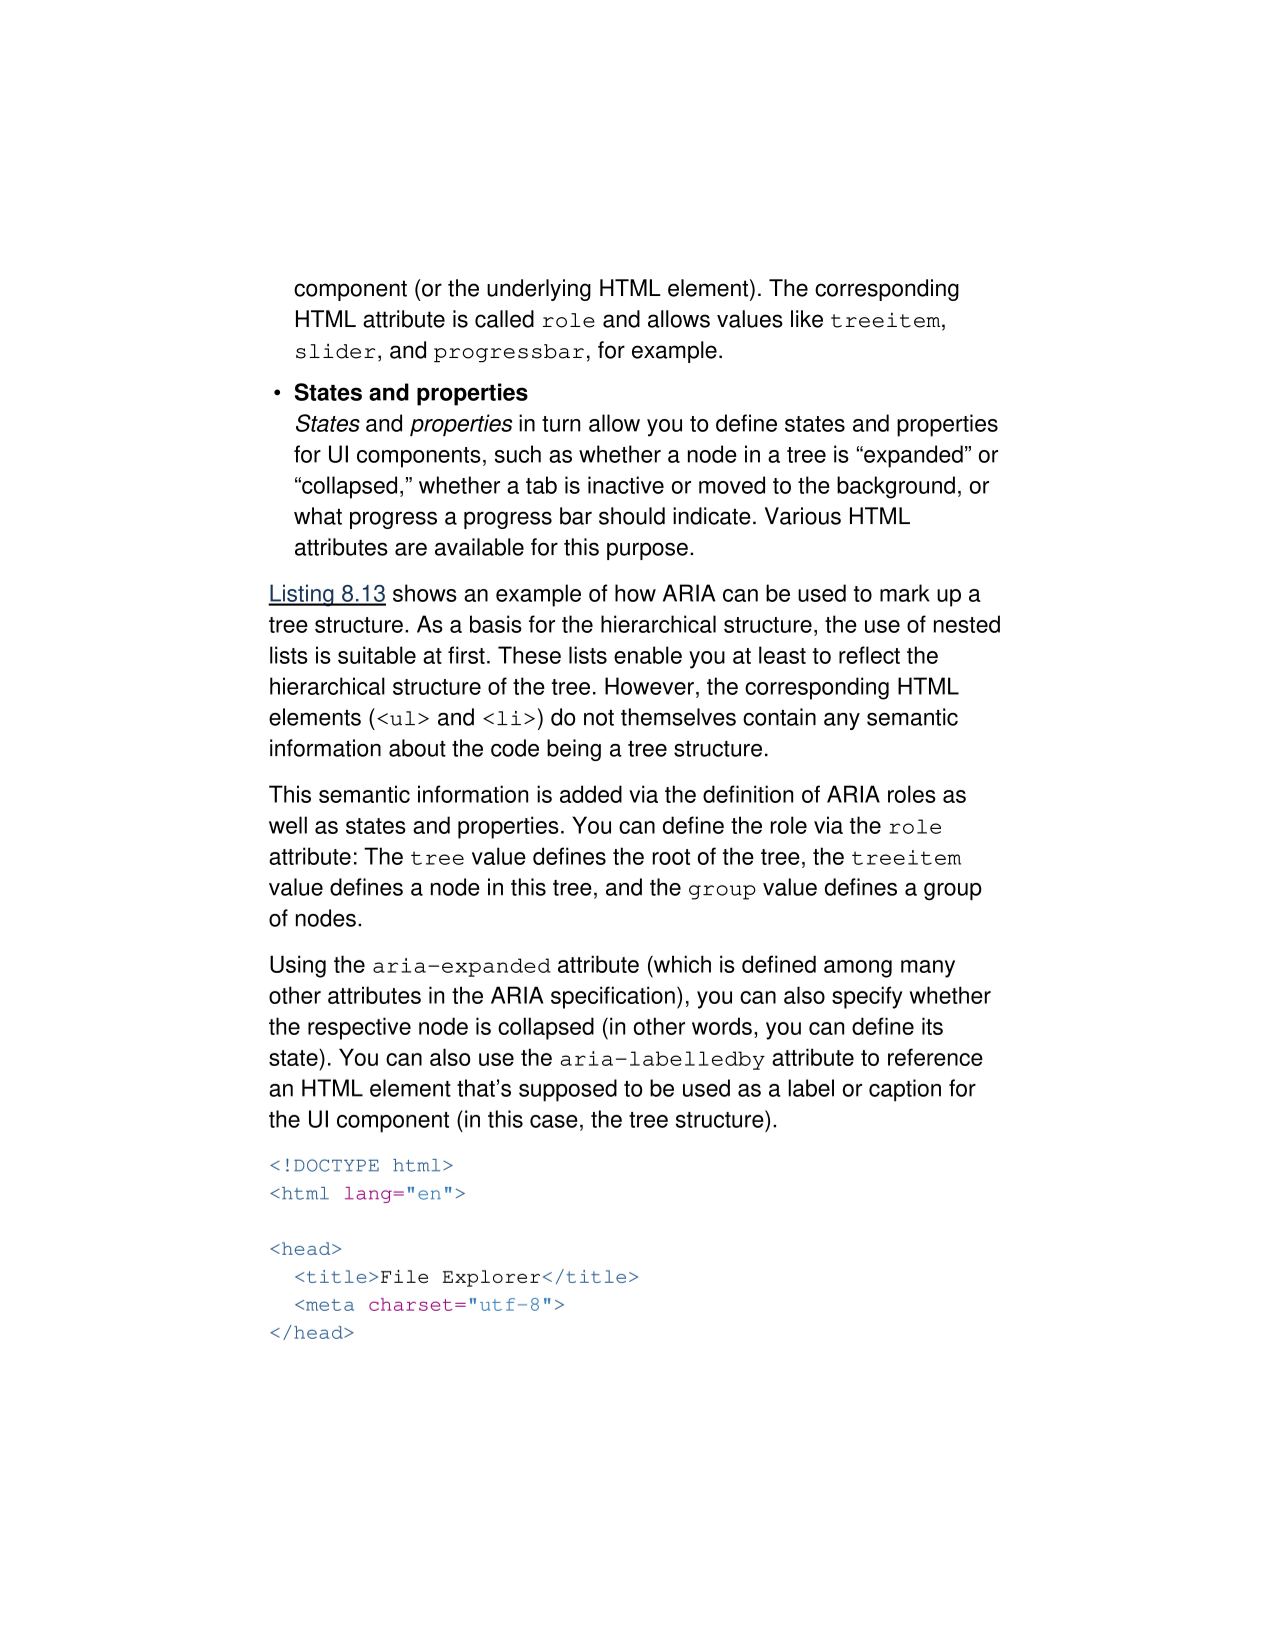 component (or the underlying HTML element). The corresponding
HTML attribute is called role and allows values like treeitem,
slider, and progressbar, for example.
• States and properties
States and properties in turn allow you to define states and properties
for UI components, such as whether a node in a tree is “expanded” or
“collapsed,” whether a tab is inactive or moved to the background, or
what progress a progress bar should indicate. Various HTML
attributes are available for this purpose.
Listing 8.13 shows an example of how ARIA can be used to mark up a
tree structure. As a basis for the hierarchical structure, the use of nested
lists is suitable at first. These lists enable you at least to reflect the
hierarchical structure of the tree. However, the corresponding HTML
elements (<ul> and <li>) do not themselves contain any semantic
information about the code being a tree structure.
This semantic information is added via the definition of ARIA roles as
well as states and properties. You can define the role via the role
attribute: The tree value defines the root of the tree, the treeitem
value defines a node in this tree, and the group value defines a group
of nodes.
Using the aria-expanded attribute (which is defined among many
other attributes in the ARIA specification), you can also specify whether
the respective node is collapsed (in other words, you can define its
state). You can also use the aria-labelledby attribute to reference
an HTML element that’s supposed to be used as a label or caption for
the UI component (in this case, the tree structure).
<!DOCTYPE html>
<html lang="en">
<head>
  <title>File Explorer</title>
  <meta charset="utf-8">
</head>